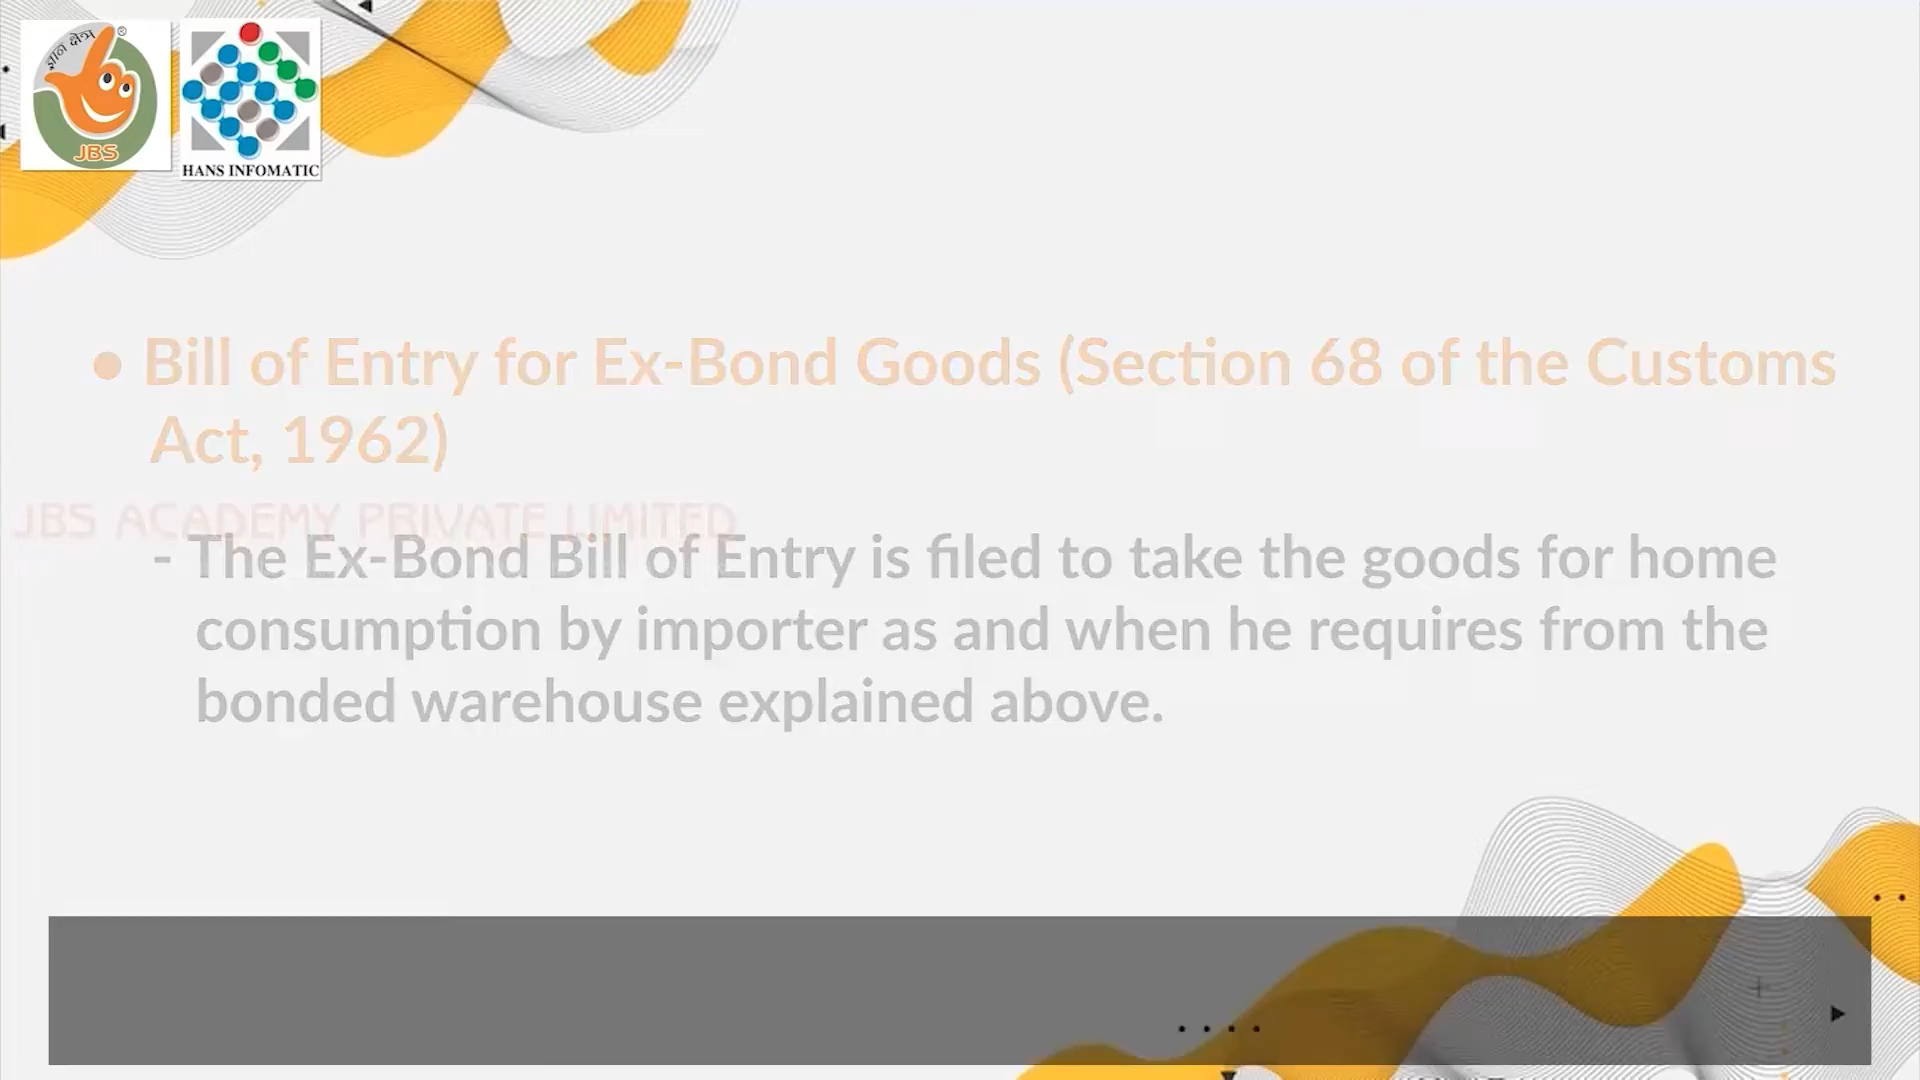 ज्ञान क्षेत्र ®
JBS
HANS INFOMATIC
● Bill of Entry for Ex-Bond Goods (Section 68 of the Customs
Act, 1962)
JBS ACADEMY PRIVATE LIMITED
- The Ex-Bond Bill of Entry is filed to take the goods for home
consumption by importer as and when he requires from the
bonded warehouse explained above.